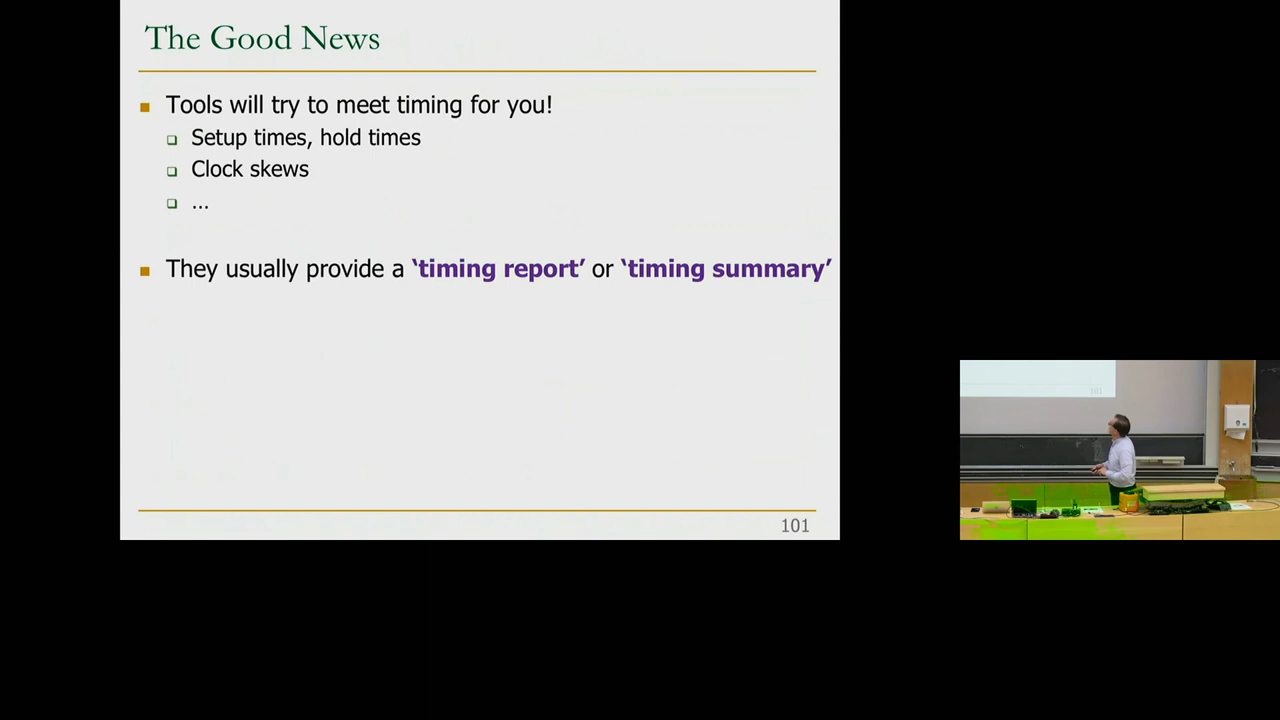 The Good News
Tools will try to meet timing for you!
Setup times, hold times
Clock skews
...
They usually provide a ‘timing report’ or ‘timing summary’
101
101